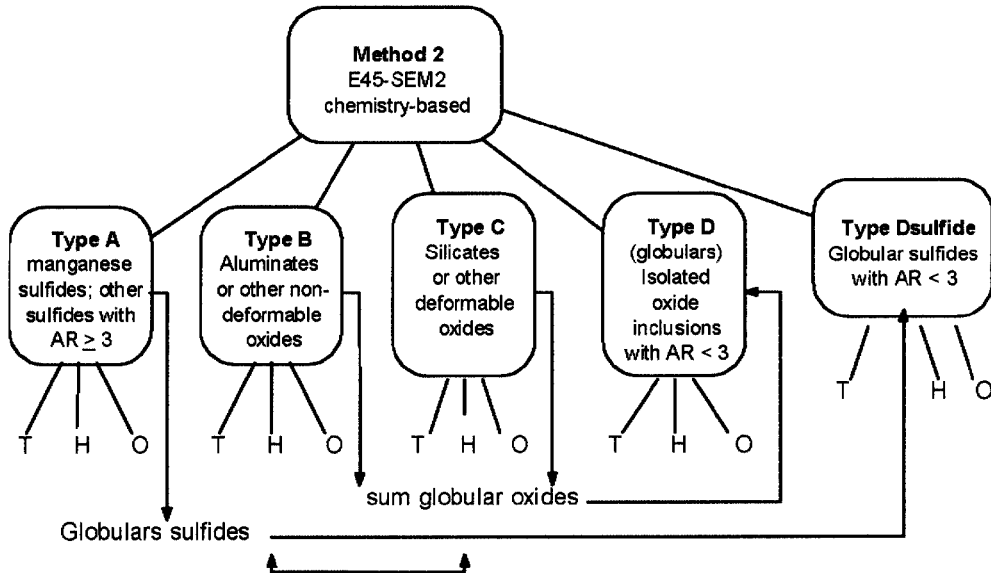 Method 2
E45-SEM2
chemistry-based
Type A
manganese
sulfides; other
sulfides with
AR ≥ 3
Type B
Aluminates
or other non-
deformable
oxides
Type C
Silicates
or other
deformable
oxides
Type D
(globulars)
Isolated
oxide
inclusions
with AR < 3
Type Dsulfide
Globular sulfides
with AR < 3
T H O
T H O
T H O
T H O
T H O
sum globular oxides
Globulars sulfides